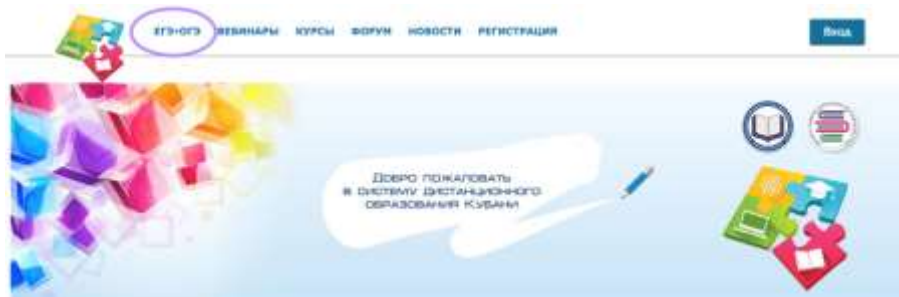 ЕГЭ+ОГЭ ВЕБИНАРЫ КУРСЫ ФОРУМ НОВОСТИ РЕГИСТРАЦИЯ Вход
Добро пожаловать
в систему дистанционного
образования Кубани